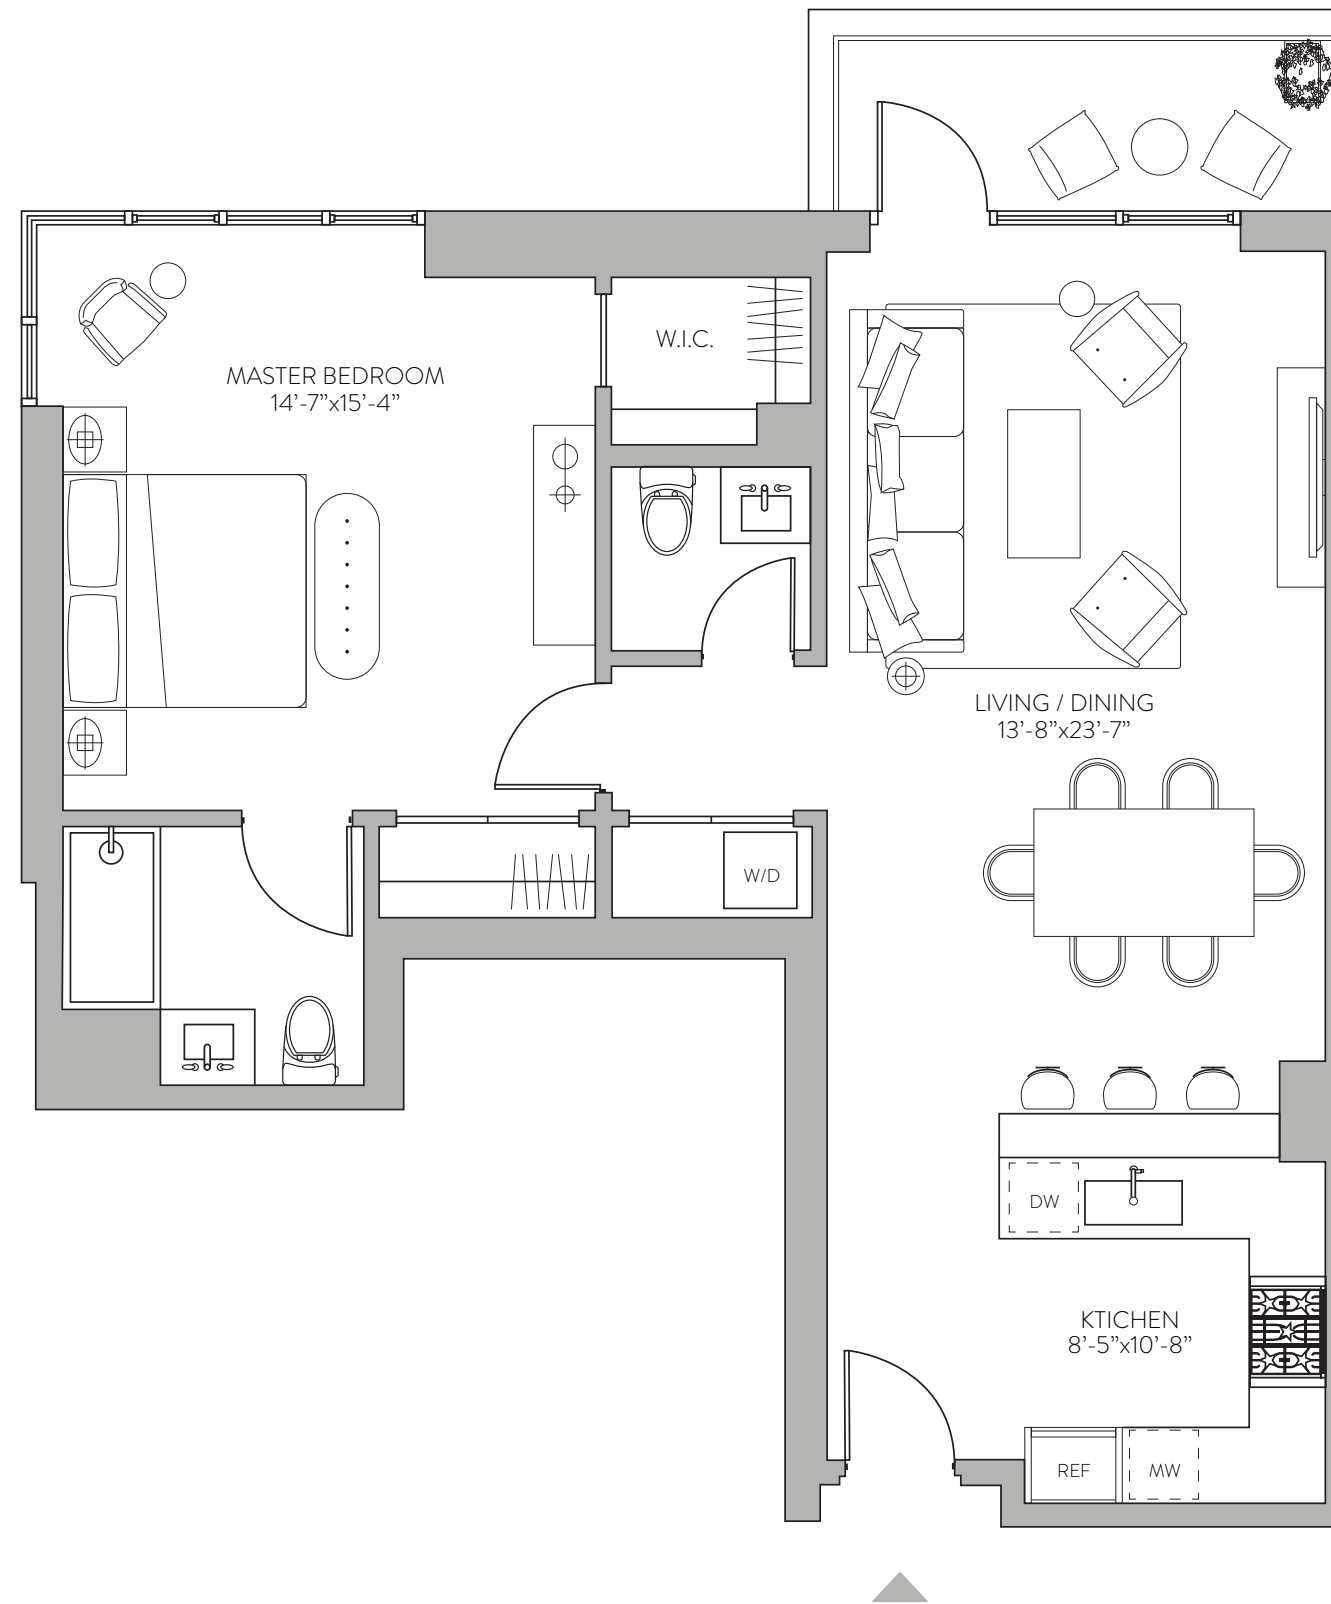 W.I.C.
MASTER BEDROOM
14’-7”x15’-4”
LIVING / DINING
13’-8”x23’-7”
W/D
DW
KTICHEN
8’-5”x10’-8”
REF
MW